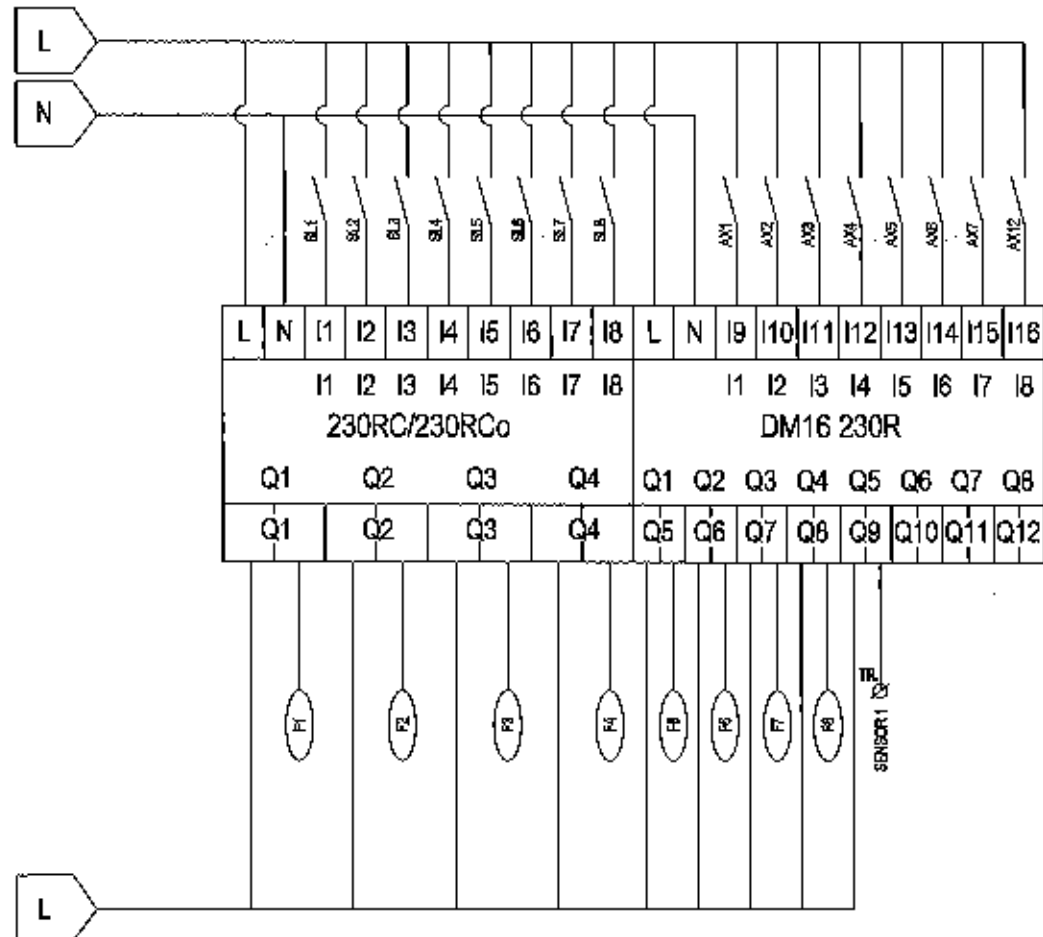 L
N
SL1 SL2 SL3 SL4 SL5 SL6 SL7 SL8 AX1 AX2 AX3 AX4 AX5 AX6 AX7 AX12
L N I1 I2 I3 I4 I5 I6 I7 I8 L N I9 I10 I11 I12 I13 I14 I15 I16
I1 I2 I3 I4 I5 I6 I7 I8 I1 I2 I3 I4 I5 I6 I7 I8
230RC/230RCo DM16 230R
Q1 Q2 Q3 Q4 Q1 Q2 Q3 Q4 Q5 Q6 Q7 Q8
Q1 Q2 Q3 Q4 Q5 Q6 Q7 Q8 Q9 Q10 Q11 Q12
TR.
F1 F2 F3 F4 F5 F6 F7 F8 SENSOR1
L